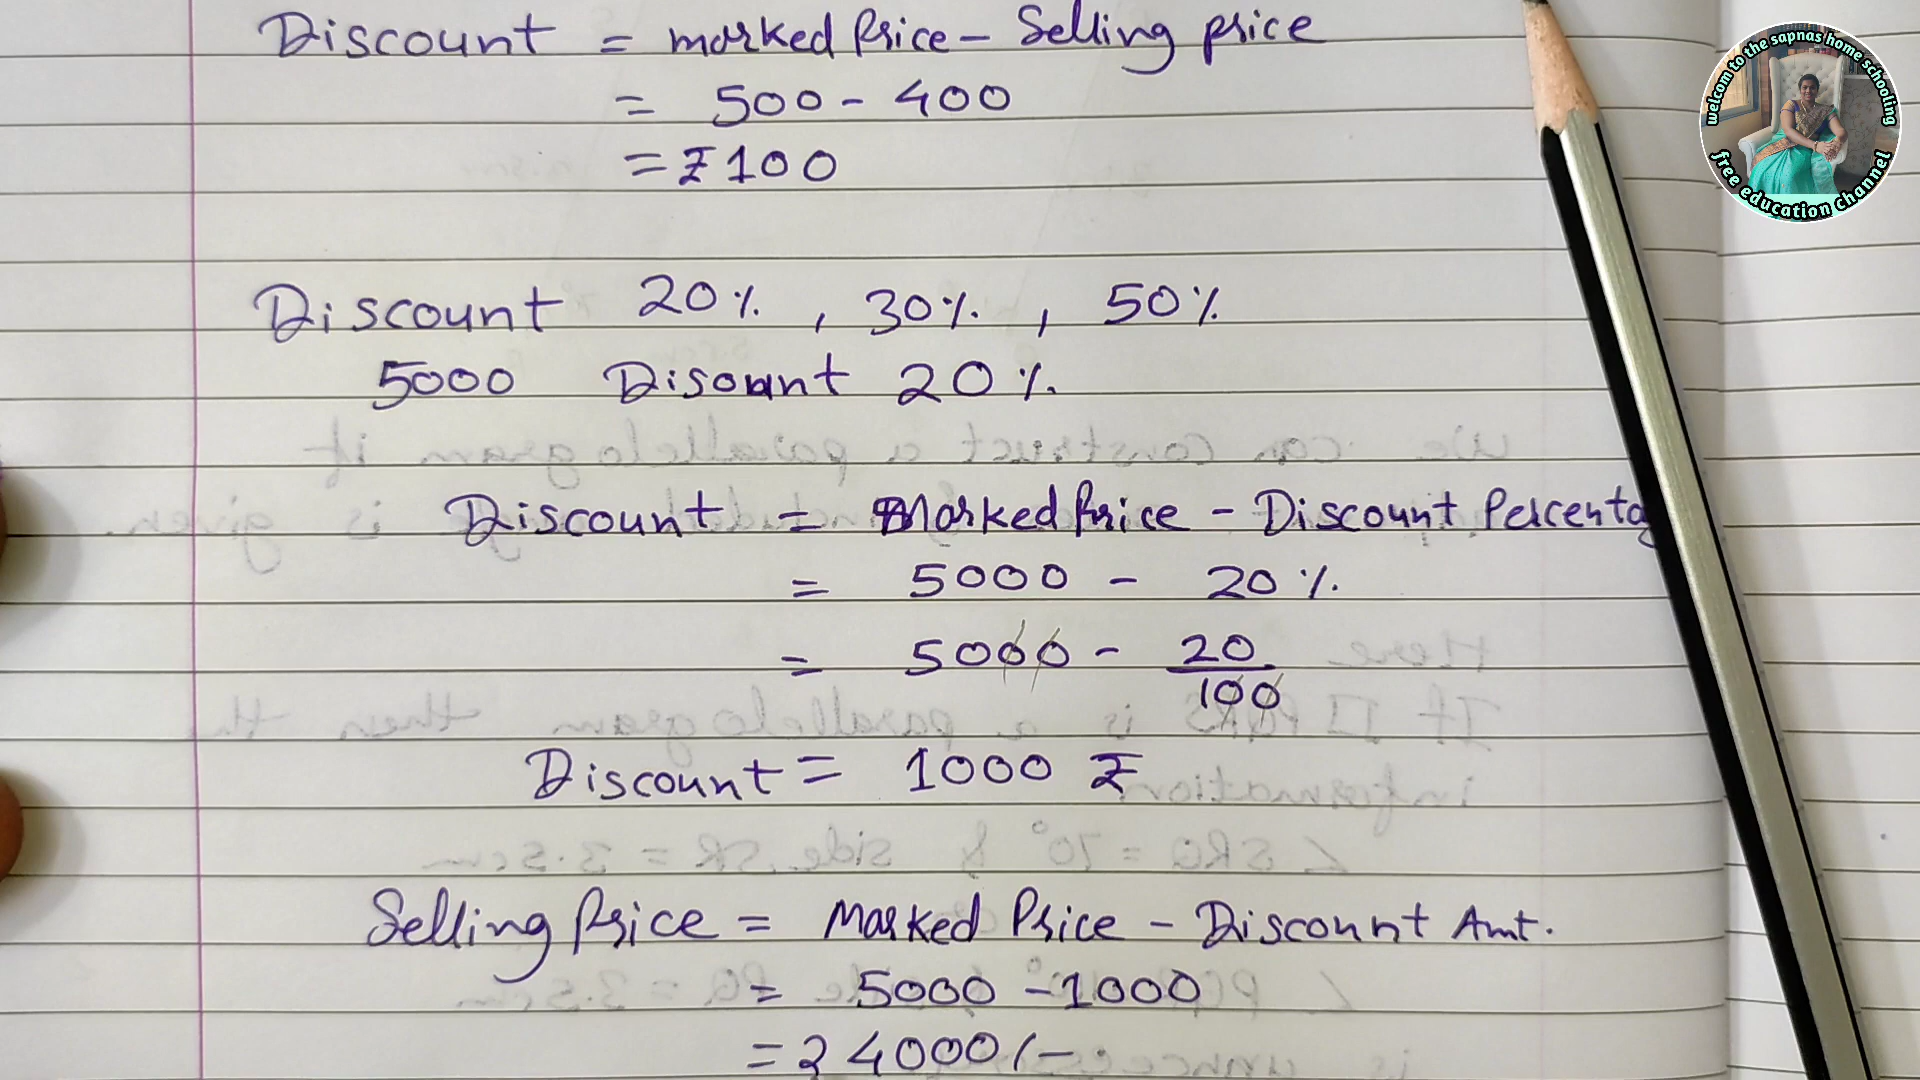 Discount = marked Price - Selling price
= 500 - 400
= ₹100
Discount 20%, 30%, 50%
5000 Disount 20%
Discount = Marked Price - Discount Percentag
= 5000 - 20%
= 5000 - 20/100
Discount = 1000 ₹
Selling Price = Marked Price - Discount Amt.
= 5000 - 1000
= ₹ 4000/-
welcom to the sapnas home schooling
free education channel